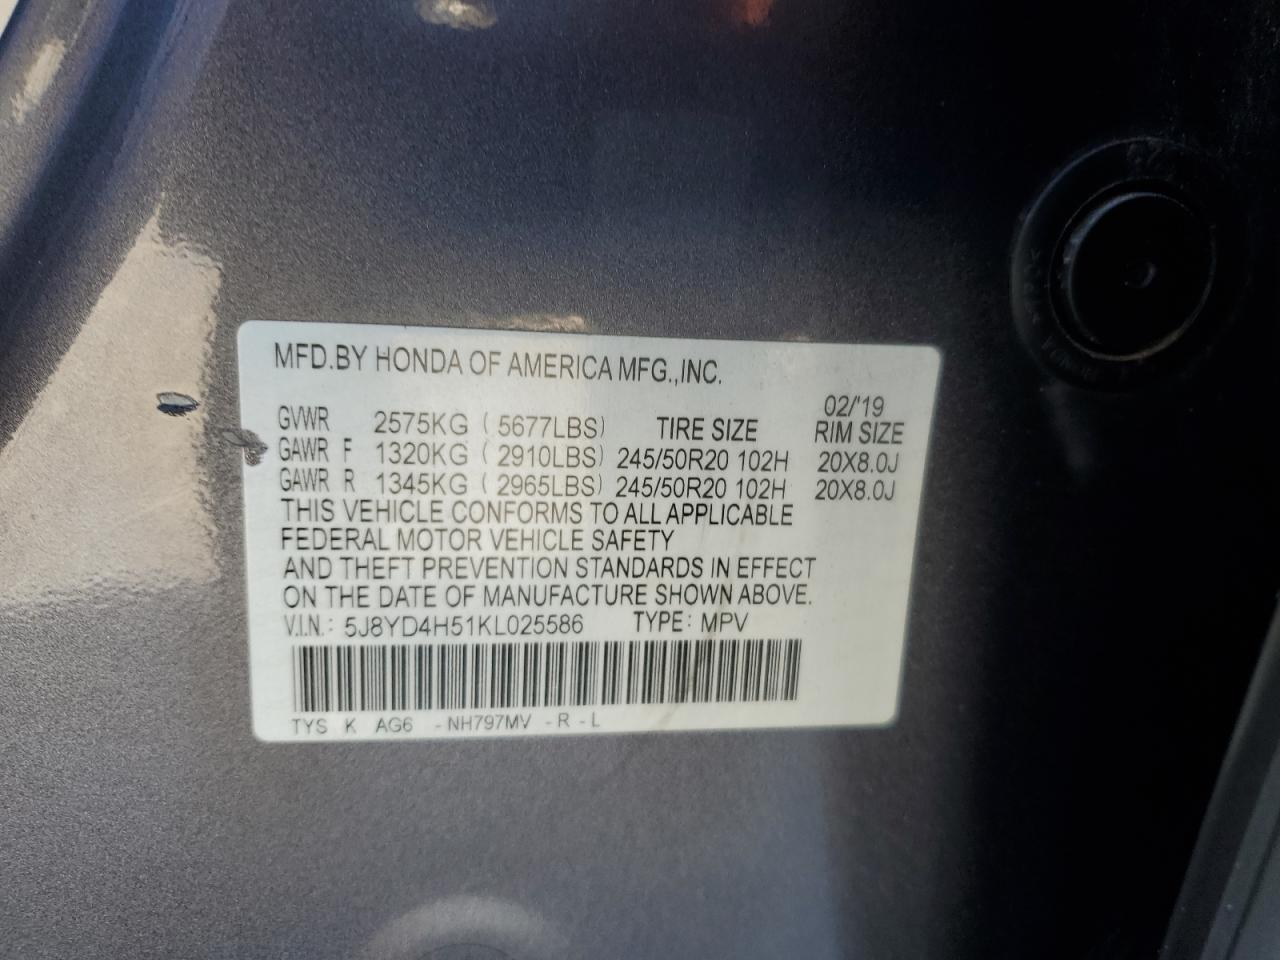 MFD.BY HONDA OF AMERICA MFG.,INC.
02/'19
GVWR 2575KG ( 5677LBS) TIRE SIZE RIM SIZE
GAWR F 1320KG ( 2910LBS) 245/50R20 102H 20X8.0J
GAWR R 1345KG ( 2965LBS) 245/50R20 102H 20X8.0J
THIS VEHICLE CONFORMS TO ALL APPLICABLE
FEDERAL MOTOR VEHICLE SAFETY
AND THEFT PREVENTION STANDARDS IN EFFECT
ON THE DATE OF MANUFACTURE SHOWN ABOVE.
V.I.N.: 5J8YD4H51KL025586 TYPE: MPV
TYS K AG6 -NH797MV -R -L